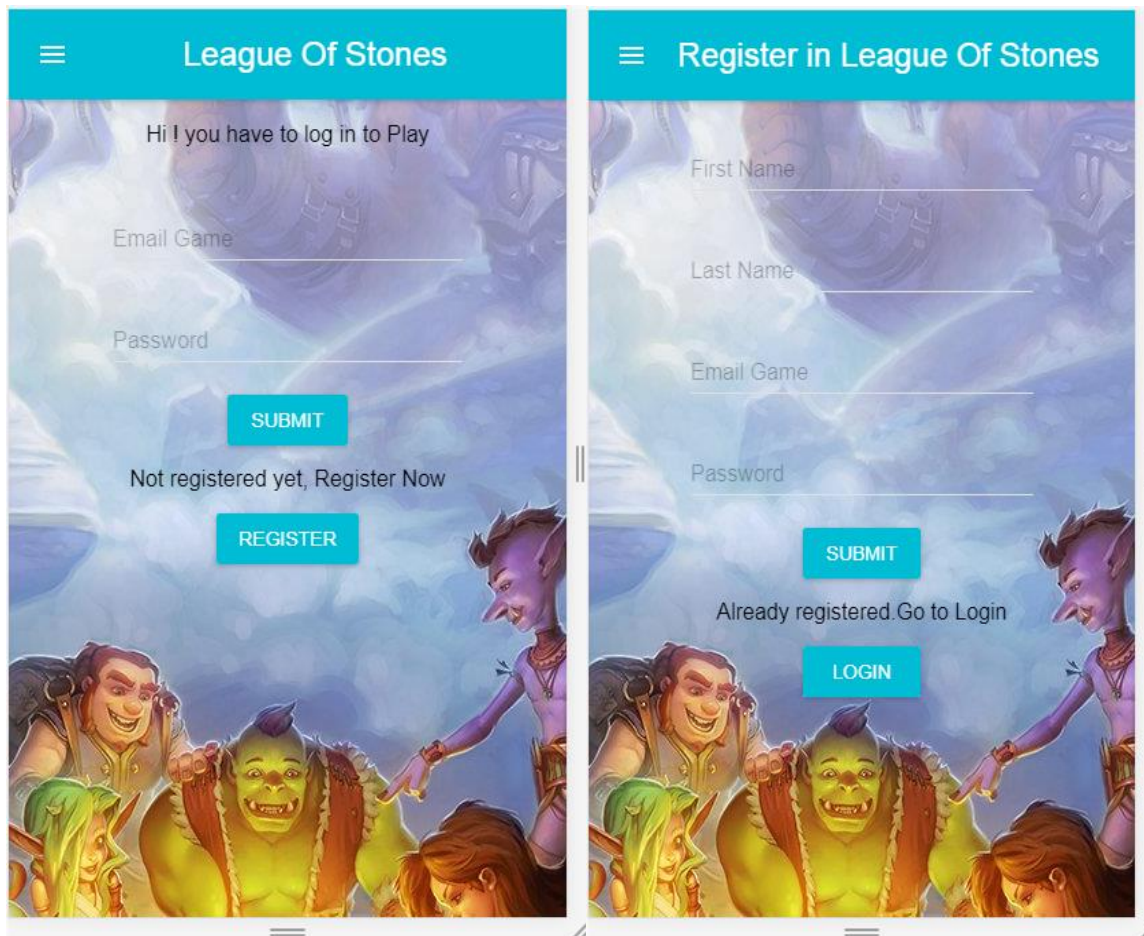 League Of Stones
Hi ! you have to log in to Play
Email Game
Password
SUBMIT
Not registered yet, Register Now
REGISTER
Register in League Of Stones
First Name
Last Name
Email Game
Password
SUBMIT
Already registered.Go to Login
LOGIN